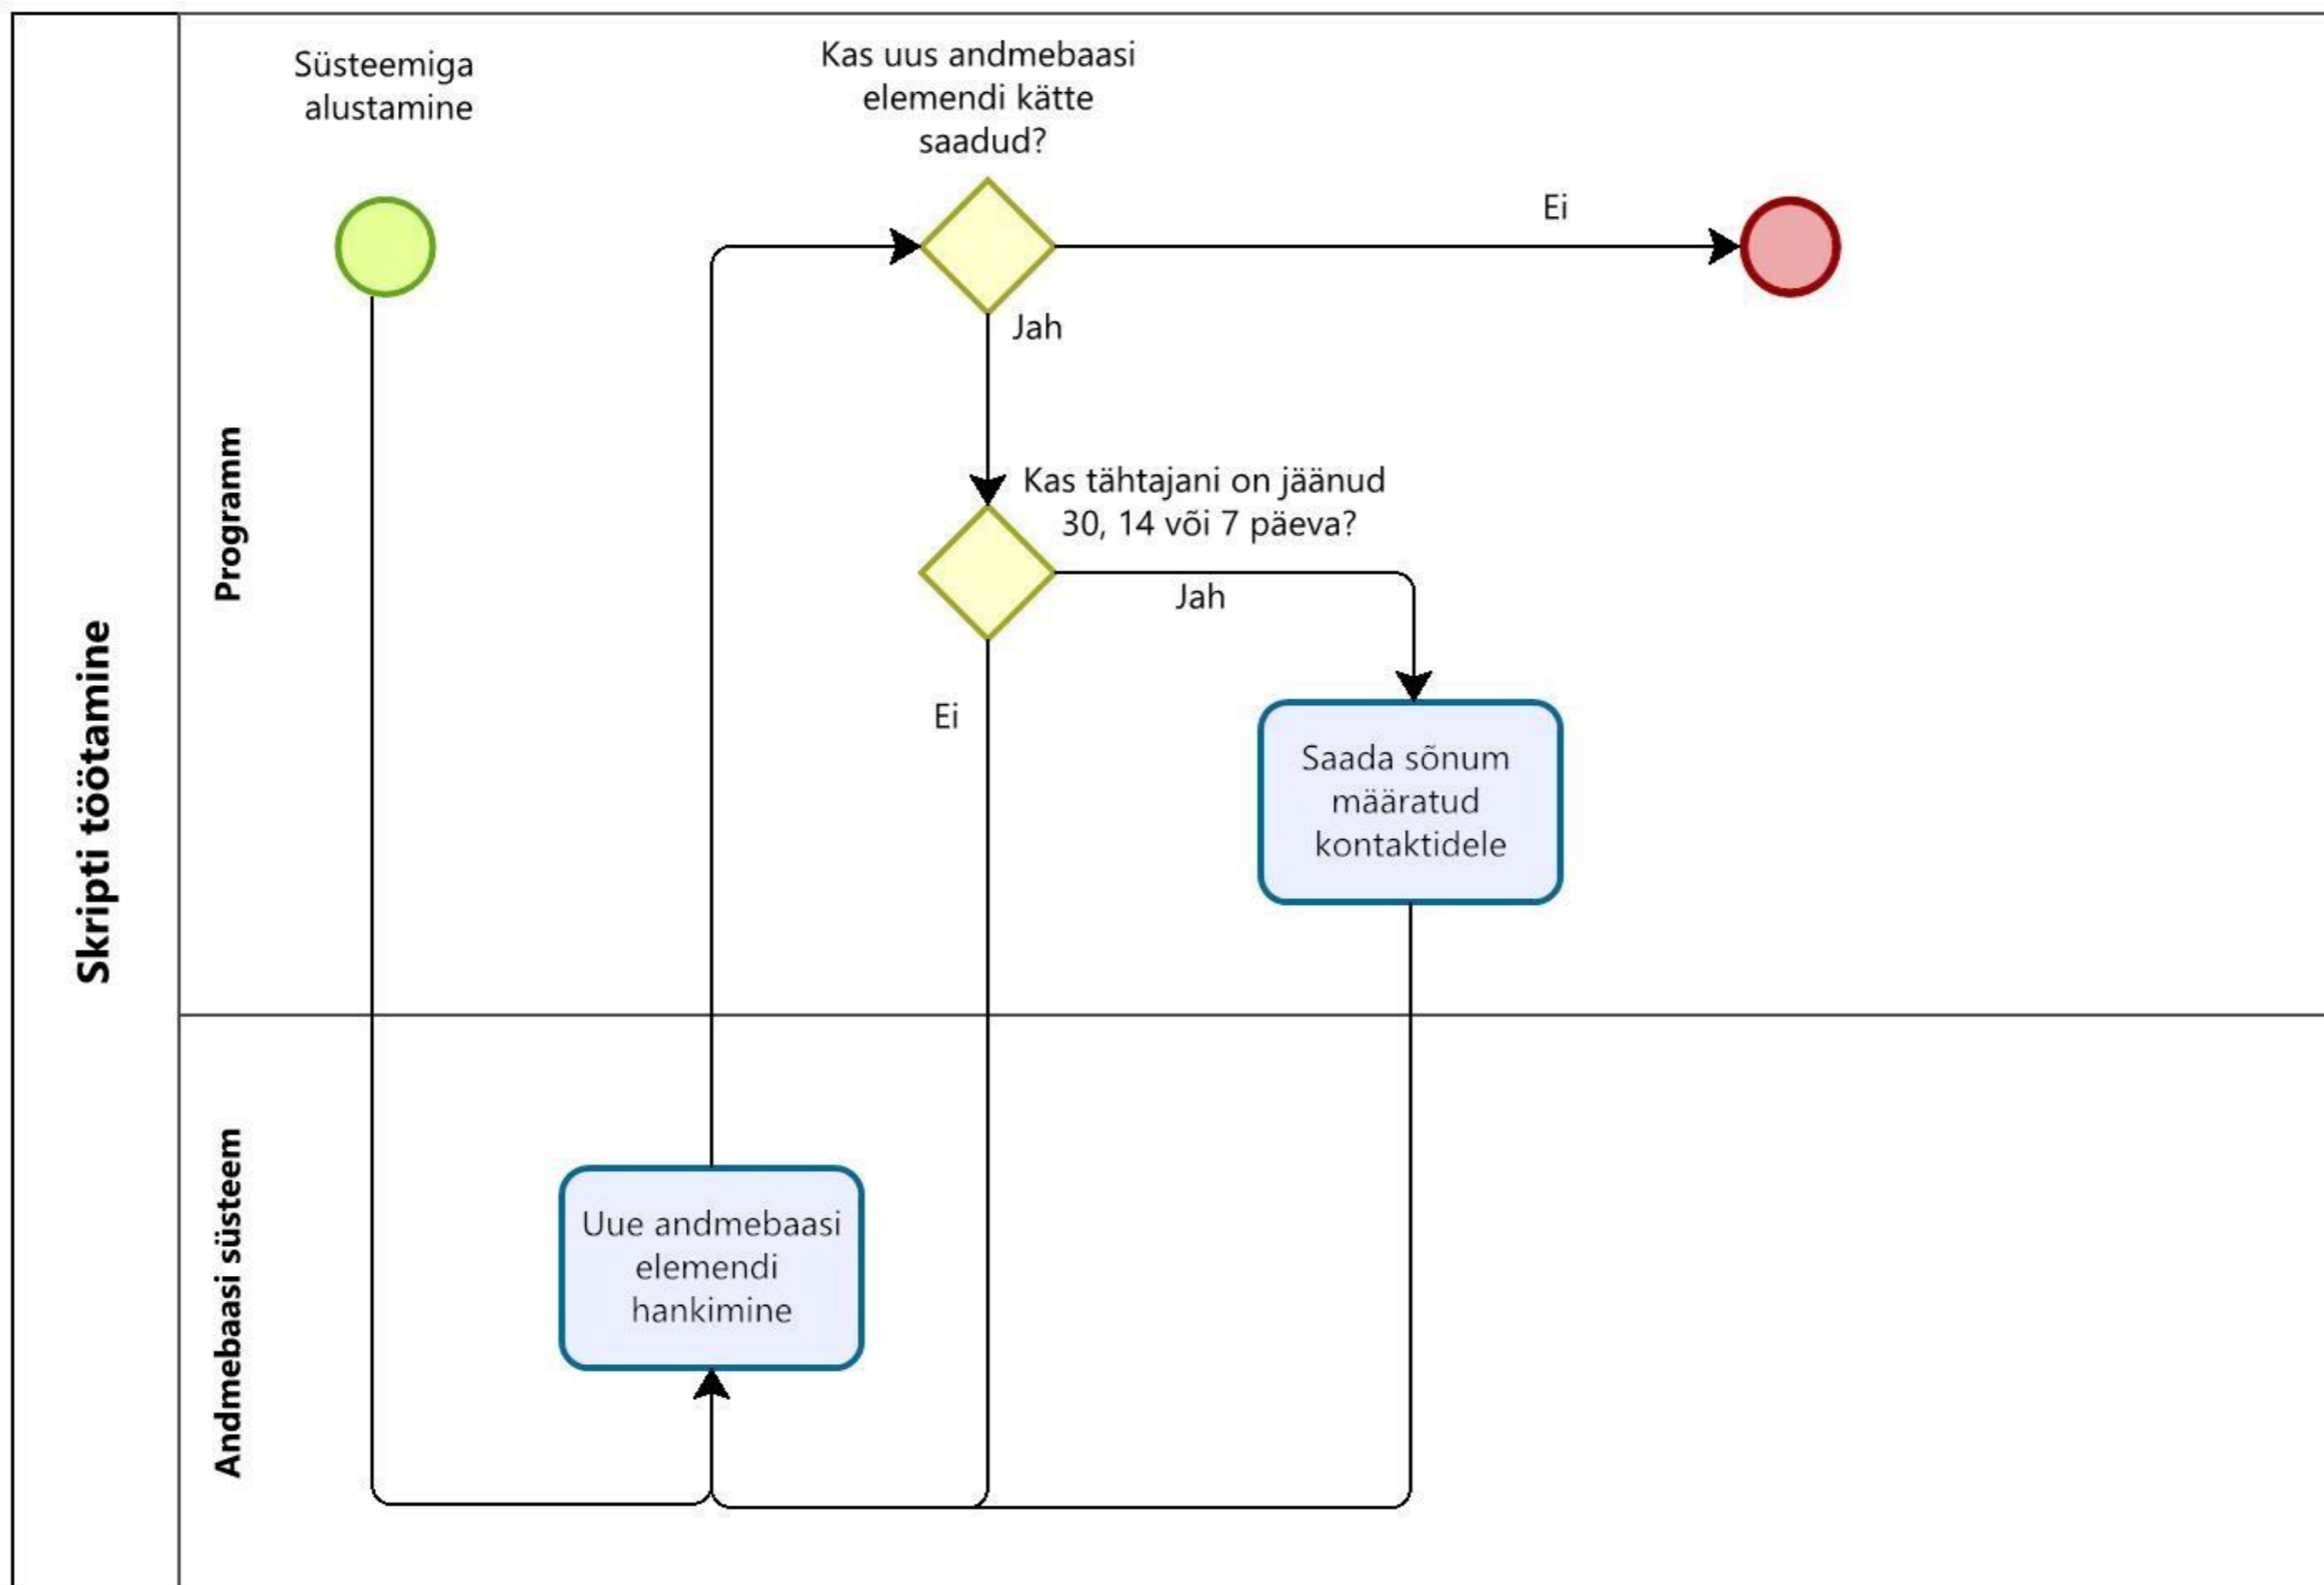 Skripti töötamine
Programm
Süsteemiga
alustamine
Kas uus andmebaasi
elemendi kätte
saadud?
Ei
Jah
Kas tähtajani on jäänud
30, 14 või 7 päeva?
Jah
Ei
Saada sõnum
määratud
kontaktidele
Andmebaasi süsteem
Uue andmebaasi
elemendi
hankimine